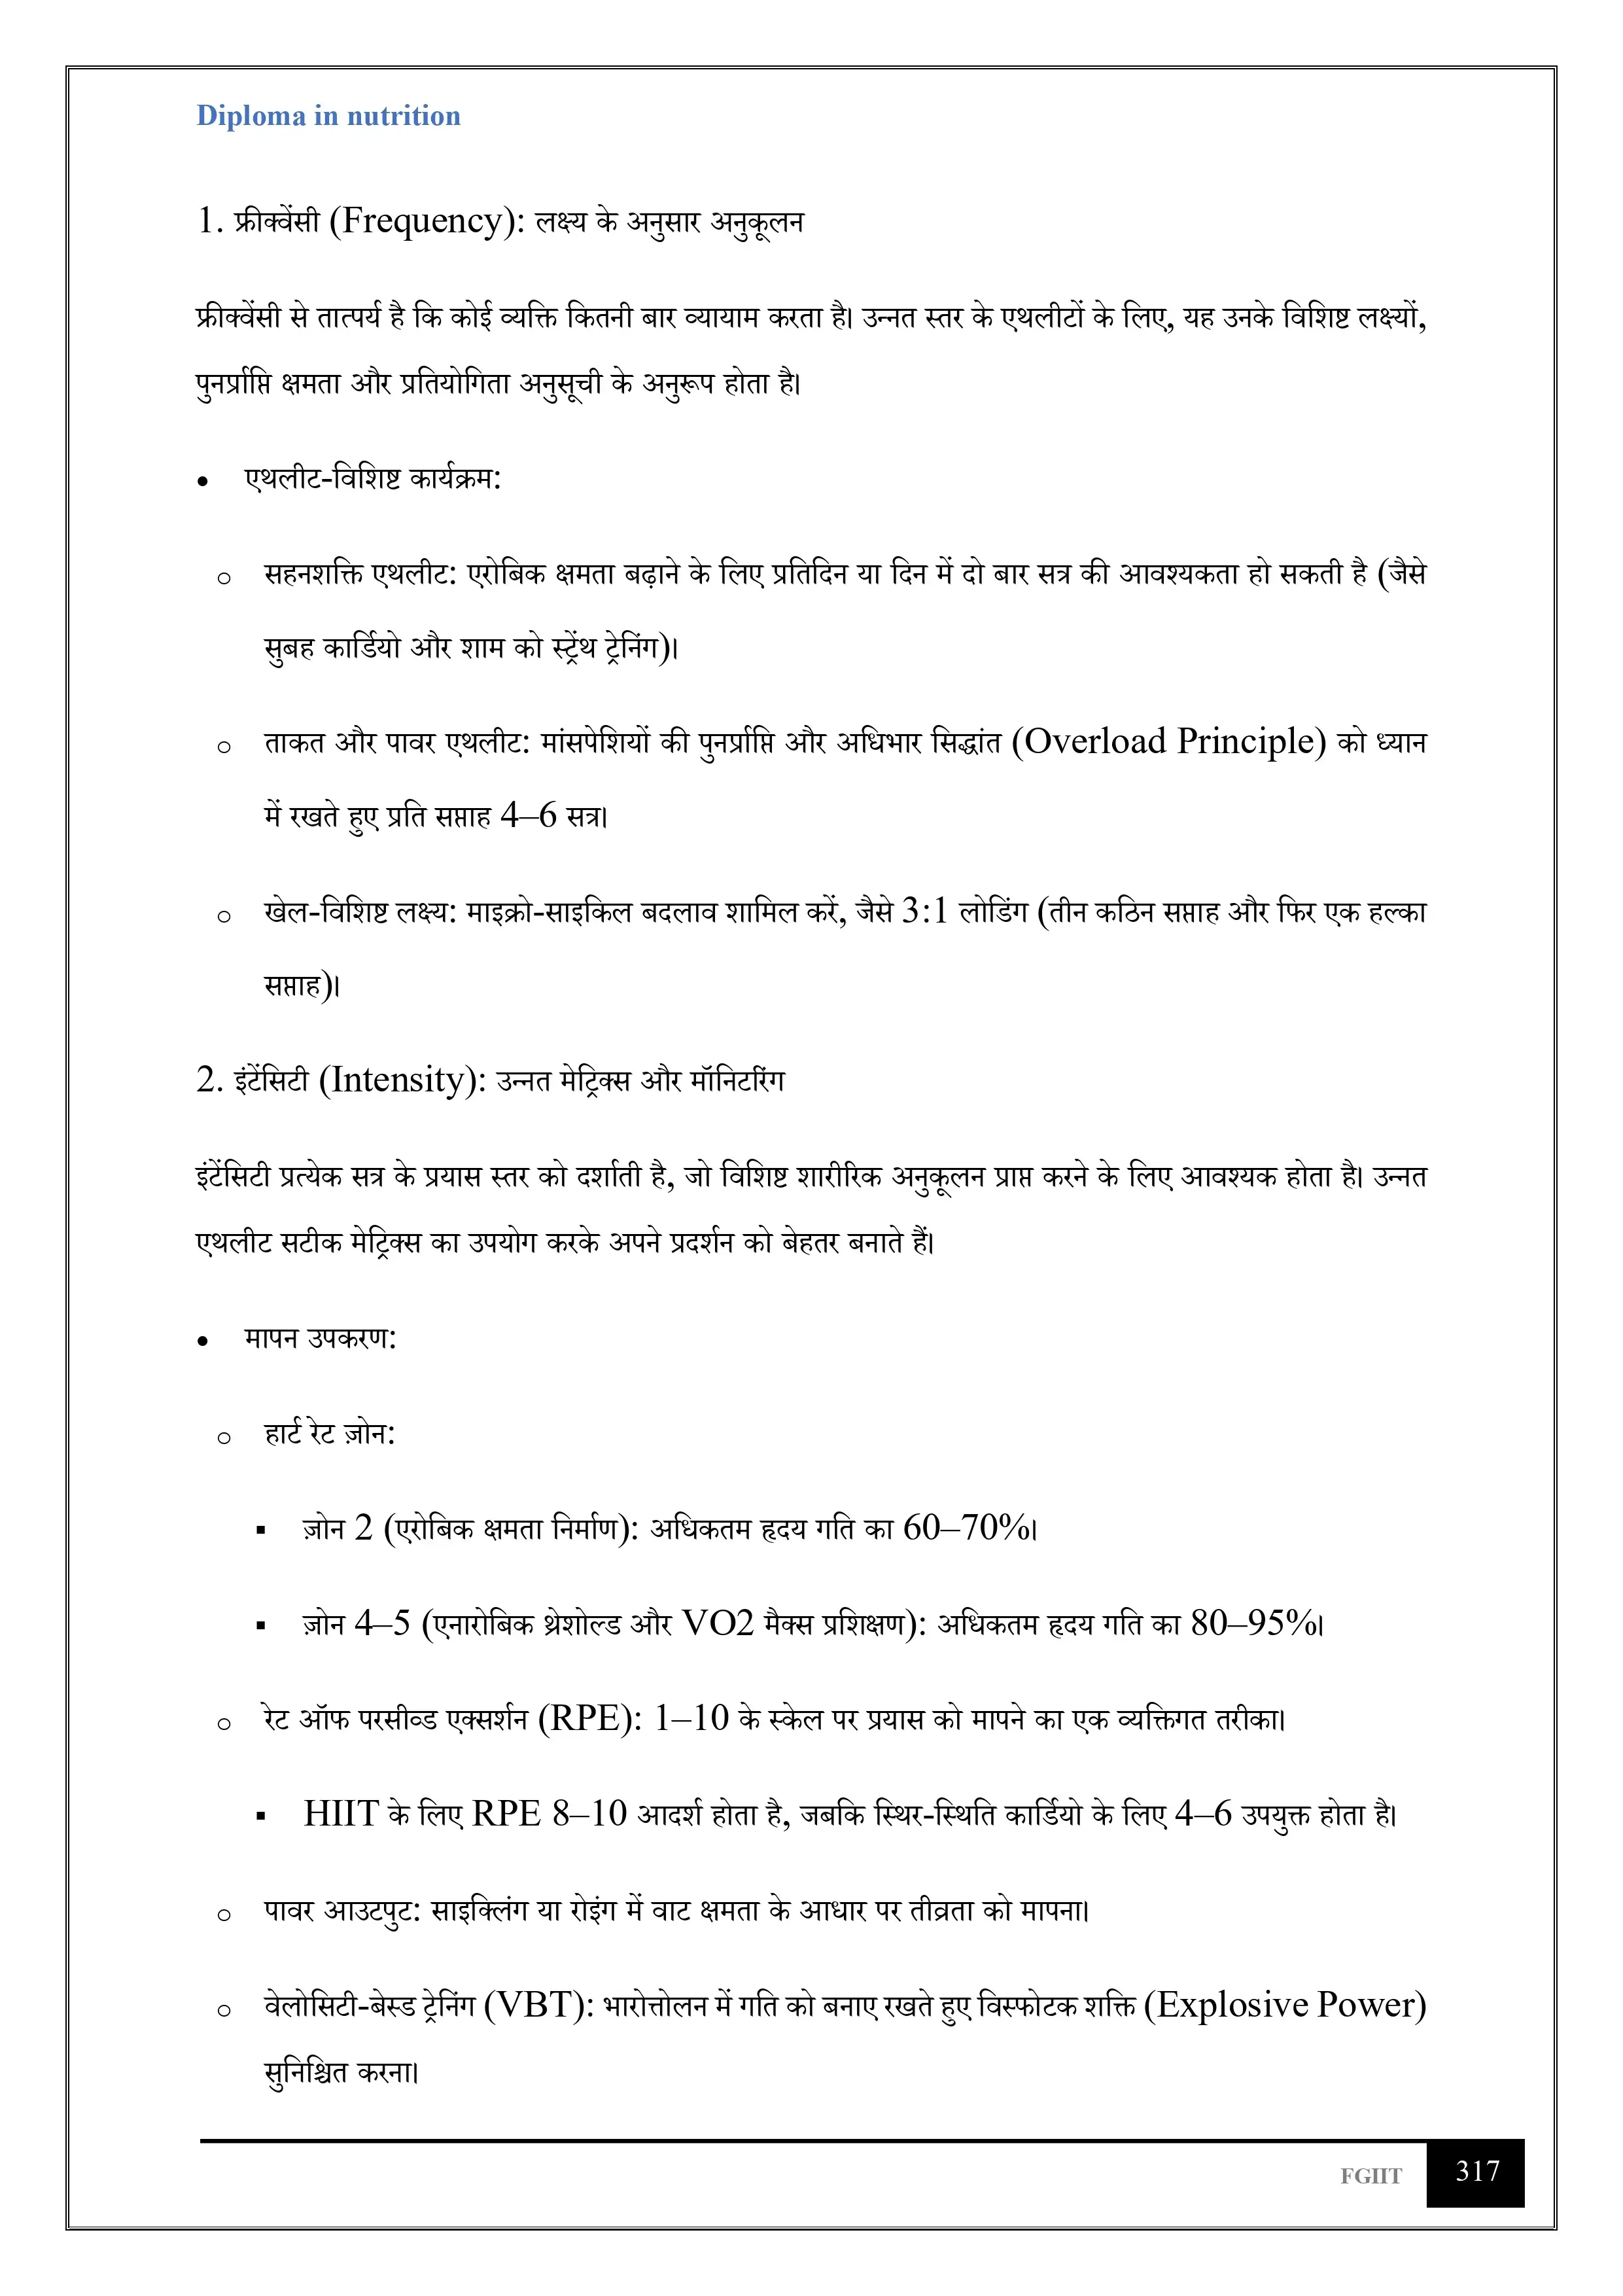 Diploma in nutrition
1. फ्रीक्वेंसी (Frequency): लक्ष्य के अनुसार अनुकूलन
फ्रीक्वेंसी से तात्पर्य है कि कोई व्यक्ति कितनी बार व्यायाम करता है। उन्नत स्तर के एथलीटों के लिए, यह उनके विशिष्ट लक्ष्यों,
पुनर्प्राप्ति क्षमता और प्रतियोगिता अनुसूची के अनुरूप होता है।
• एथलीट-विशिष्ट कार्यक्रम:
o सहनशक्ति एथलीट: एरोबिक क्षमता बढ़ाने के लिए प्रतिदिन या दिन में दो बार सत्र की आवश्यकता हो सकती है (जैसे
सुबह कार्डियो और शाम को स्ट्रेंथ ट्रेनिंग)।
o ताकत और पावर एथलीट: मांसपेशियों की पुनर्प्राप्ति और अधिभार सिद्धांत (Overload Principle) को ध्यान
में रखते हुए प्रति सप्ताह 4–6 सत्र।
o खेल-विशिष्ट लक्ष्य: माइक्रो-साइकिल बदलाव शामिल करें, जैसे 3:1 लोडिंग (तीन कठिन सप्ताह और फिर एक हल्का
सप्ताह)।
2. इंटेंसिटी (Intensity): उन्नत मेट्रिक्स और मॉनिटरिंग
इंटेंसिटी प्रत्येक सत्र के प्रयास स्तर को दर्शाती है, जो विशिष्ट शारीरिक अनुकूलन प्राप्त करने के लिए आवश्यक होता है। उन्नत
एथलीट सटीक मेट्रिक्स का उपयोग करके अपने प्रदर्शन को बेहतर बनाते हैं।
• मापन उपकरण:
o हार्ट रेट ज़ोन:
▪ ज़ोन 2 (एरोबिक क्षमता निर्माण): अधिकतम हृदय गति का 60–70%।
▪ ज़ोन 4–5 (एनारोबिक थ्रेशोल्ड और VO2 मैक्स प्रशिक्षण): अधिकतम हृदय गति का 80–95%।
o रेट ऑफ परसीव्ड एक्सर्शन (RPE): 1–10 के स्केल पर प्रयास को मापने का एक व्यक्तिगत तरीका।
▪ HIIT के लिए RPE 8–10 आदर्श होता है, जबकि स्थिर-स्थिति कार्डियो के लिए 4–6 उपयुक्त होता है।
o पावर आउटपुट: साइक्लिंग या रोइंग में वाट क्षमता के आधार पर तीव्रता को मापना।
o वेलोसिटी-बेस्ड ट्रेनिंग (VBT): भारोत्तोलन में गति को बनाए रखते हुए विस्फोटक शक्ति (Explosive Power)
सुनिश्चित करना।
FGIIT 317